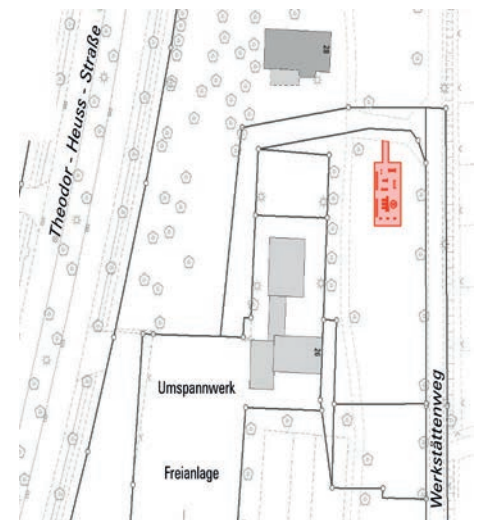 Theodor - Heuss - Straße
28
26
Umspannwerk
Freianlage
Werkstättenweg